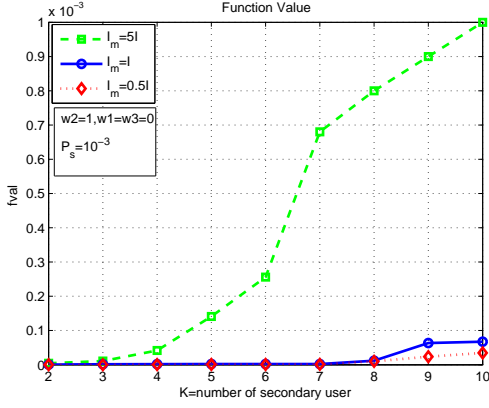 Function Value
x 10⁻³
1
0.9
0.8
0.7
0.6
0.5
0.4
0.3
0.2
0.1
0
fval
I_m=5I
I_m=I
I_m=0.5I
w2=1,w1=w3=0
P_s=10⁻³
2 3 4 5 6 7 8 9 10
K=number of secondary user